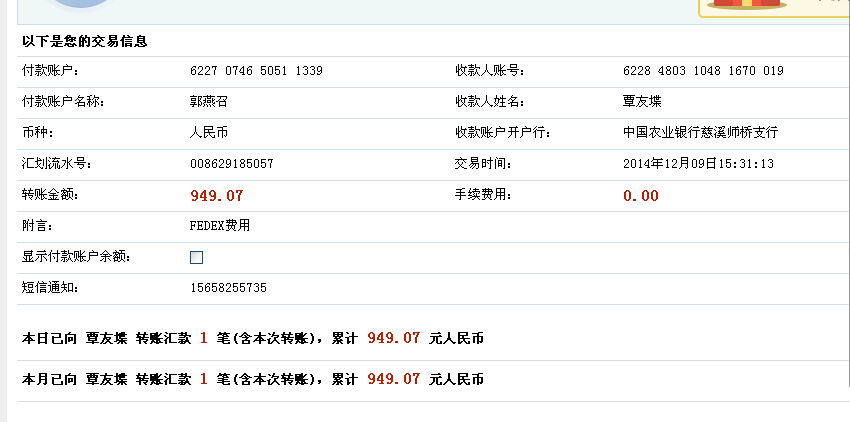 以下是您的交易信息
付款账户： 6227 0746 5051 1339 收款人账号： 6228 4803 1048 1670 019
付款账户名称： 郭燕召 收款人姓名： 覃友堞
币种： 人民币 收款账户开户行： 中国农业银行慈溪师桥支行
汇划流水号： 008629185057 交易时间： 2014年12月09日15:31:13
转账金额： 949.07 手续费用： 0.00
附言： FEDEX费用
显示付款账户余额：
短信通知： 15658255735
本日已向 覃友堞 转账汇款 1 笔(含本次转账)，累计 949.07 元人民币
本月已向 覃友堞 转账汇款 1 笔(含本次转账)，累计 949.07 元人民币